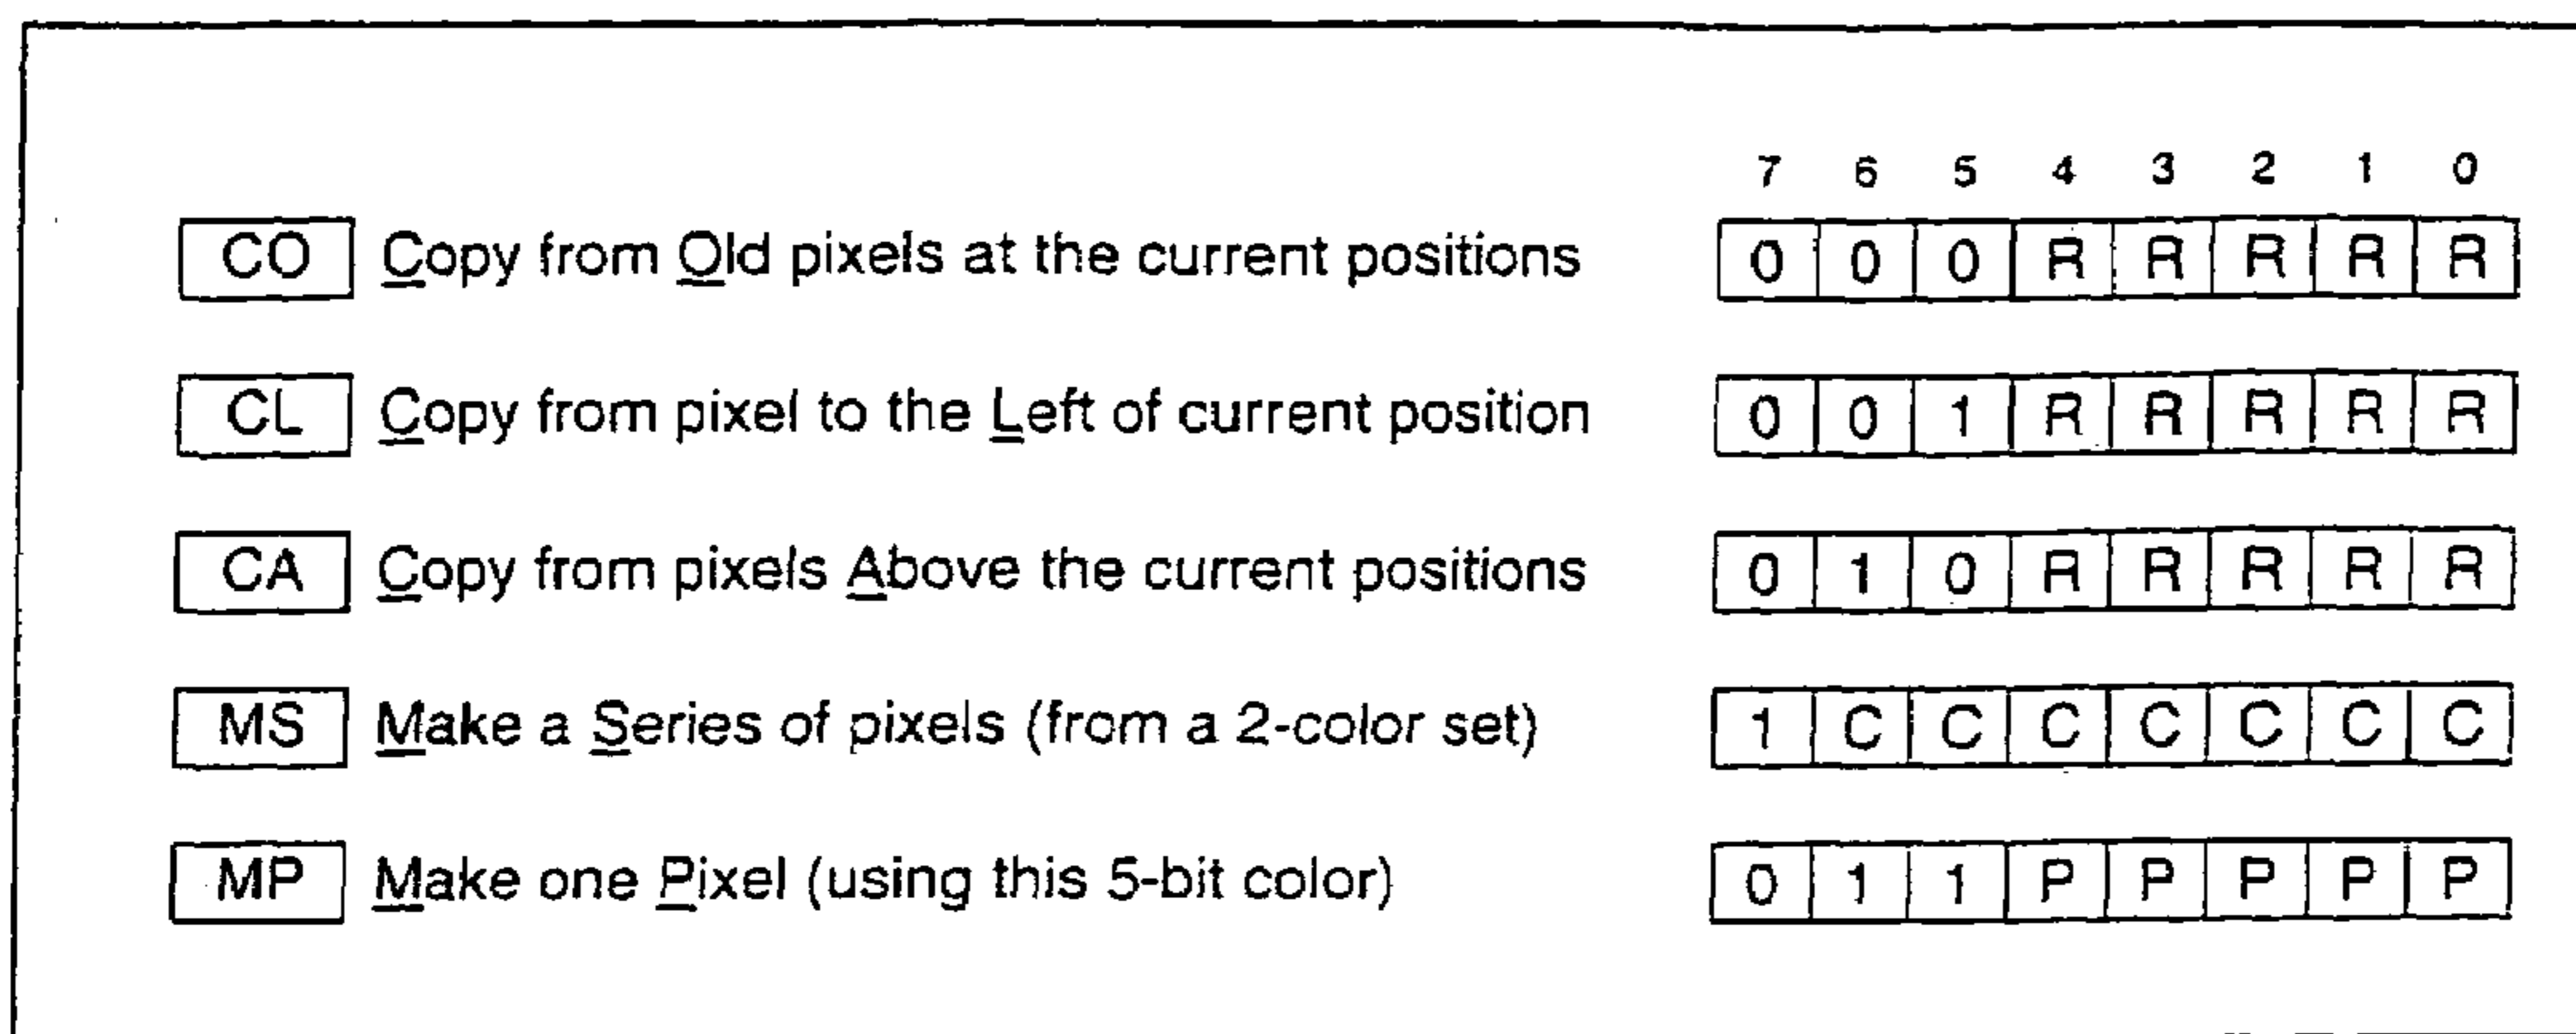 7 6 5 4 3 2 1 0
CO Copy from Old pixels at the current positions 0 0 0 R R R R R
CL Copy from pixel to the Left of current position 0 0 1 R R R R R
CA Copy from pixels Above the current positions 0 1 0 R R R R R
MS Make a Series of pixels (from a 2-color set) 1 C C C C C C C
MP Make one Pixel (using this 5-bit color) 0 1 1 P P P P P